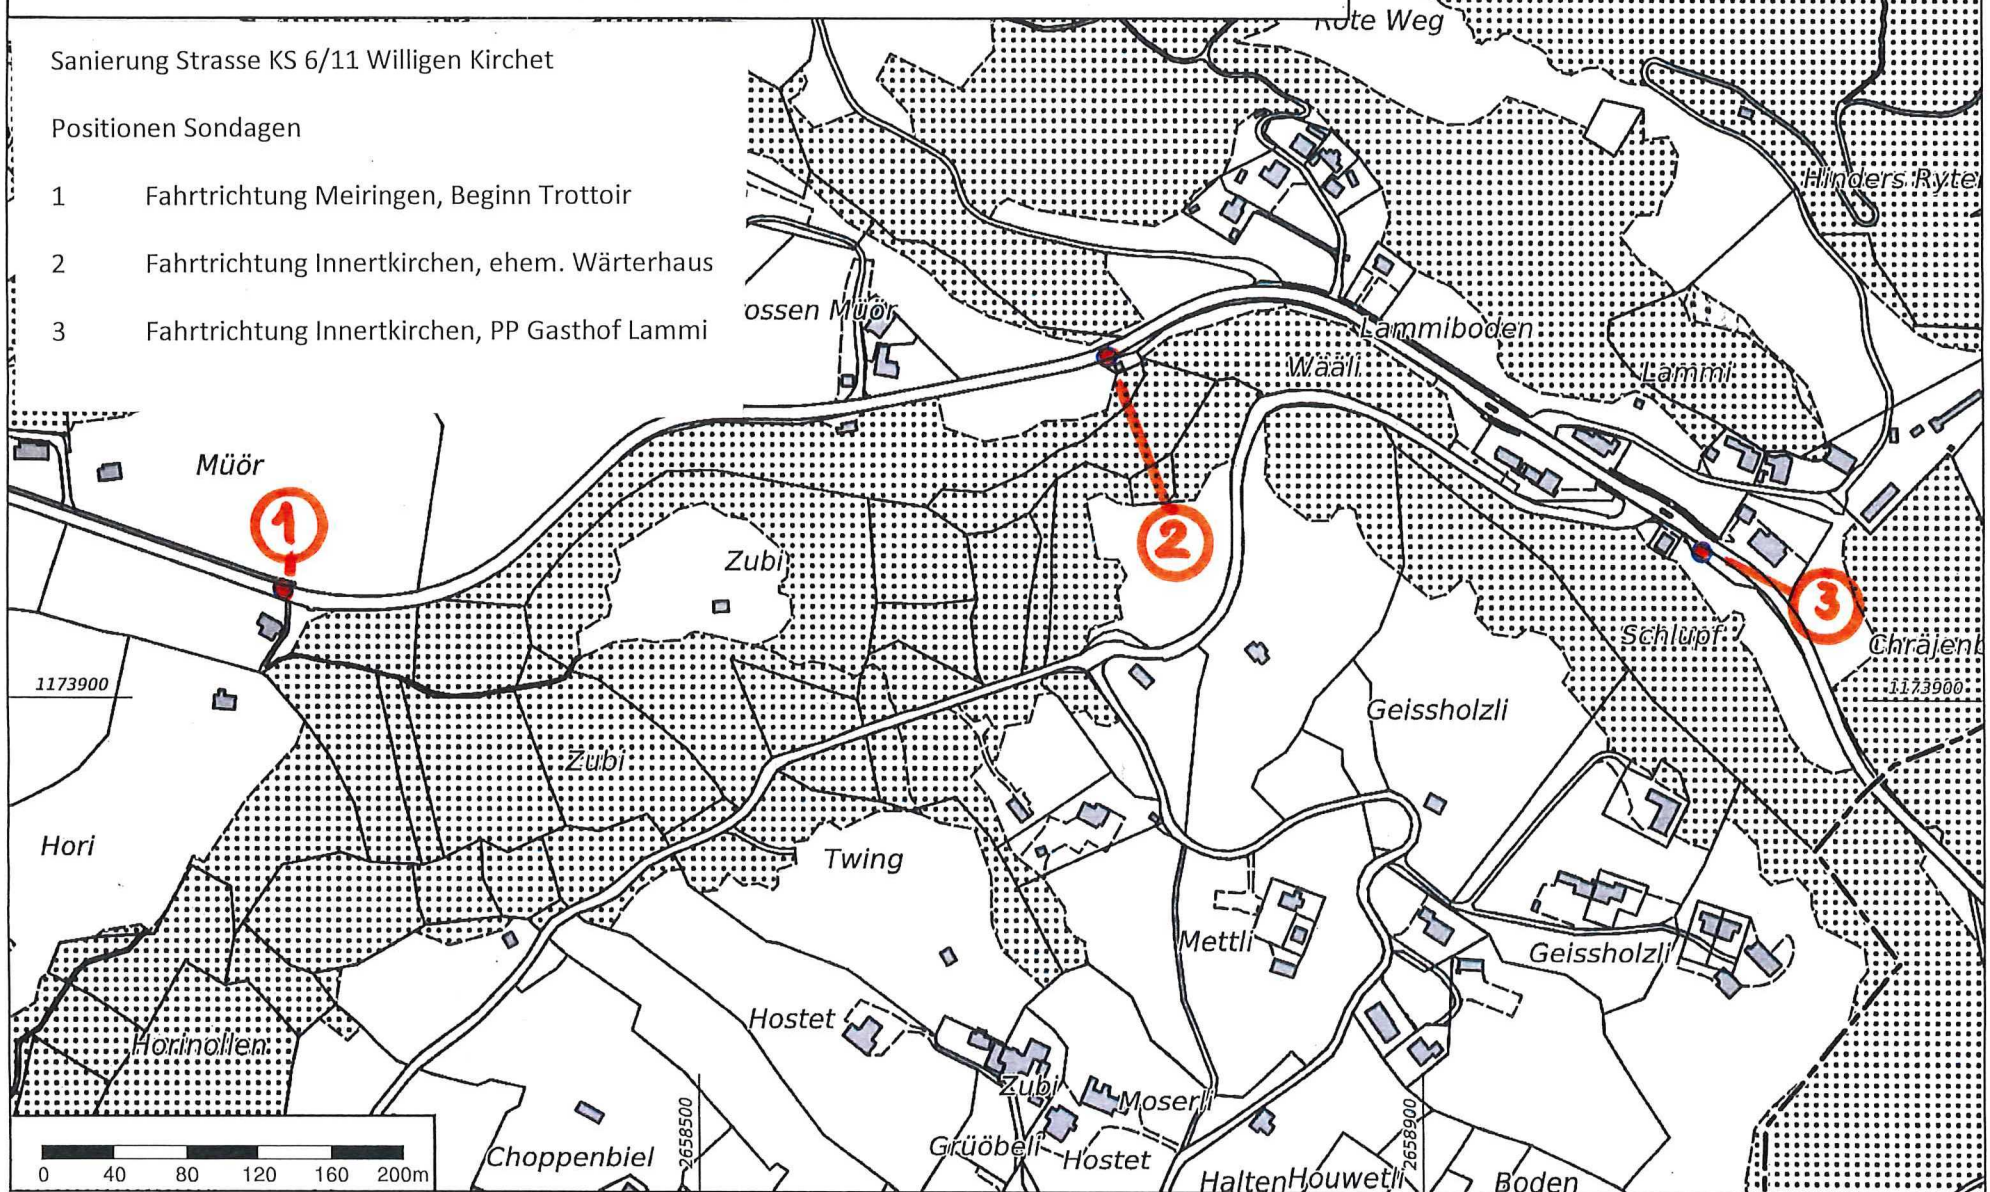 Rote Weg
Sanierung Strasse KS 6/11 Willigen Kirchet
Positionen Sondagen
1 Fahrtrichtung Meiringen, Beginn Trottoir
2 Fahrtrichtung Innertkirchen, ehem. Wärterhaus
3 Fahrtrichtung Innertkirchen, PP Gasthof Lammi
Hinders Ryte
ossen Müör
Lammiboden
Wääli
Lammi
Müör
1
2
3
Zubi
Schlupf
Chräjenb
1173900
1173900
Geissholzli
Zubi
Hori
Twing
Mettli
Geissholzli
Hostet
Horinollen
Zubi
Moserli
2658500
2658900
Grüöbeli
Hostet
Choppenbiel
Halten
Houwetli
Boden
0 40 80 120 160 200m